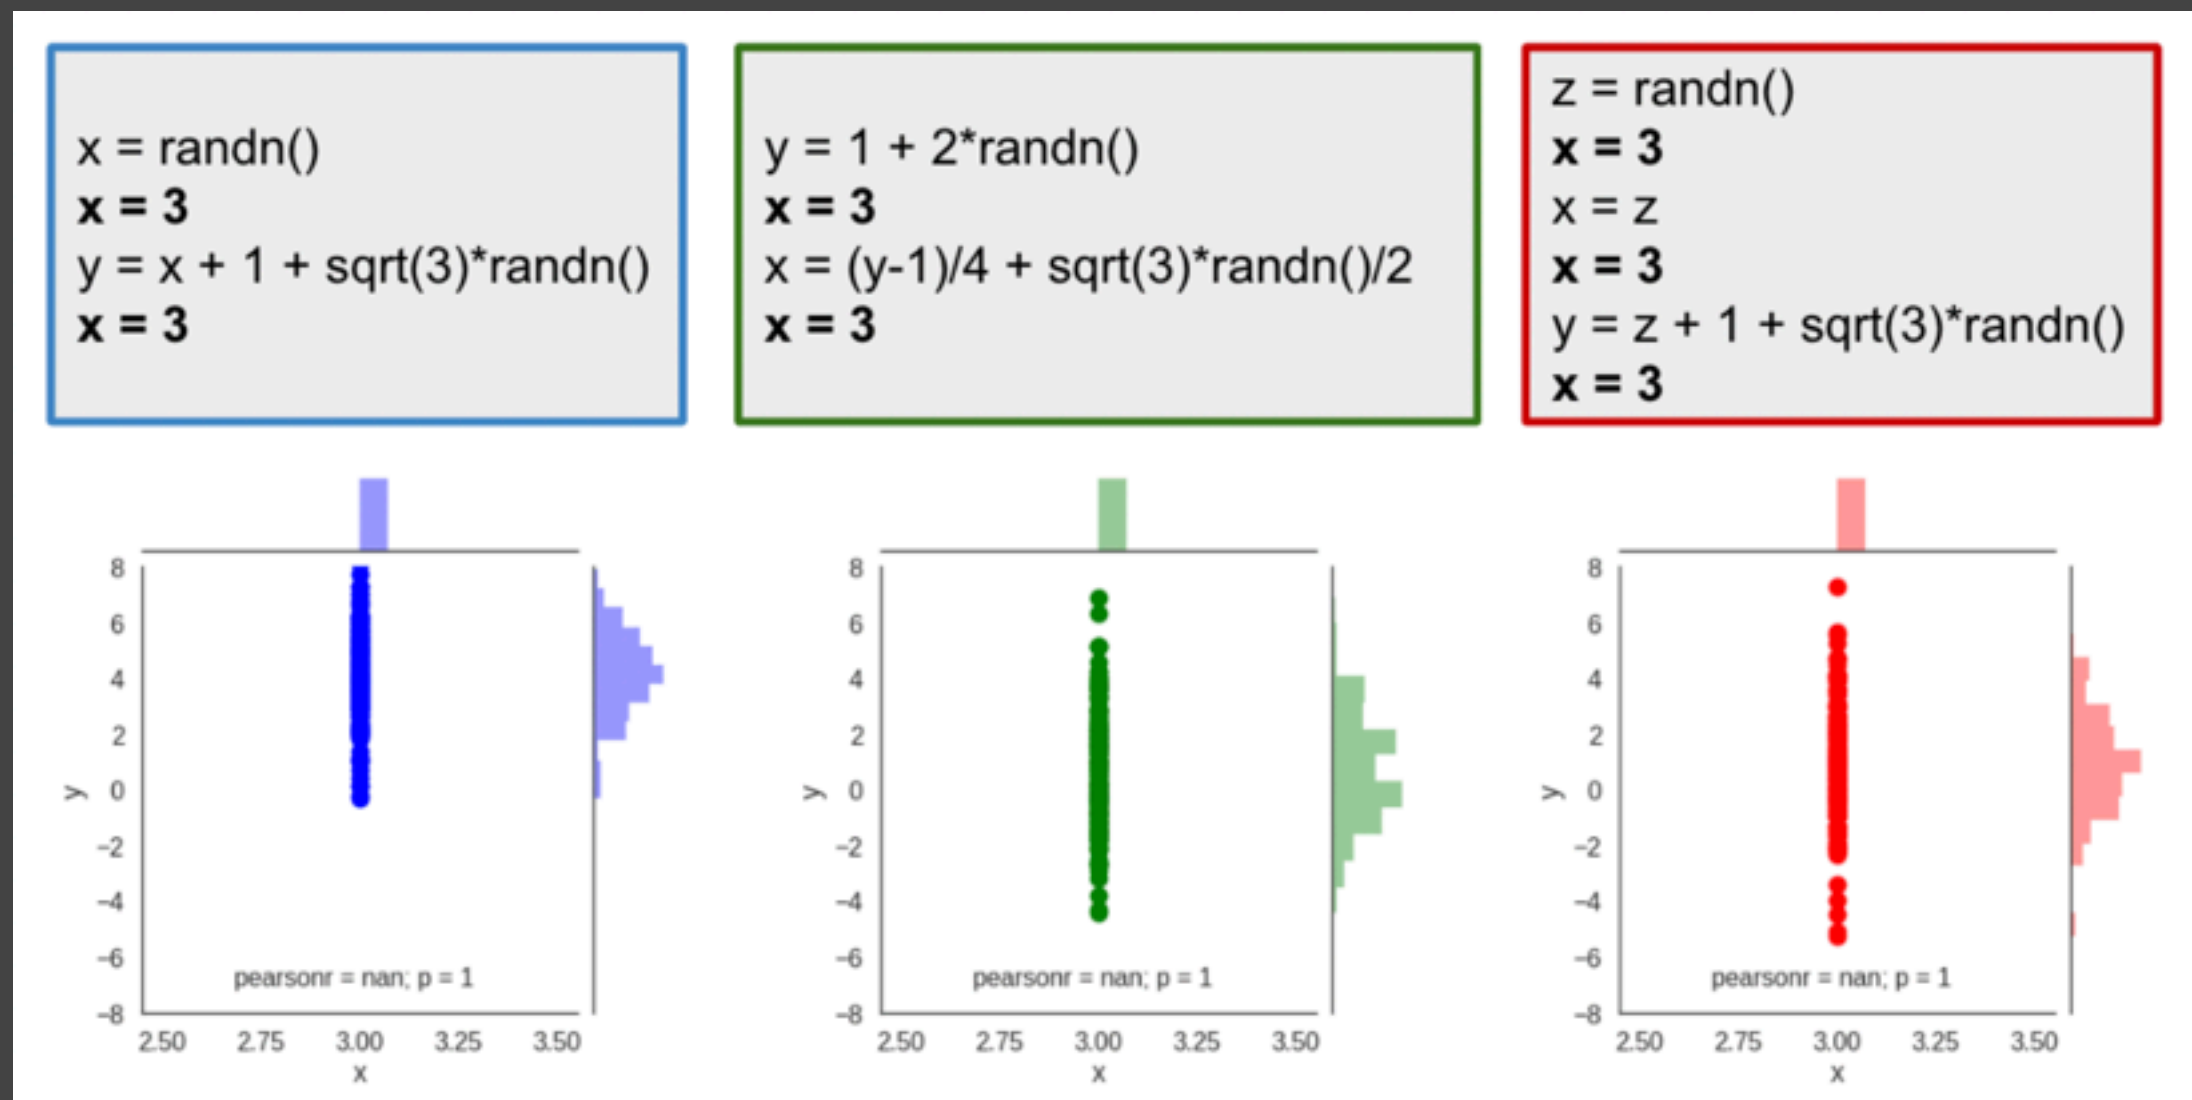 x = randn()
x = 3
y = x + 1 + sqrt(3)*randn()
x = 3
y = 1 + 2*randn()
x = 3
x = (y-1)/4 + sqrt(3)*randn()/2
x = 3
z = randn()
x = 3
x = z
x = 3
y = z + 1 + sqrt(3)*randn()
x = 3
8
6
4
2
0
−2
−4
−6
−8
y
pearsonr = nan; p = 1
2.50 2.75 3.00 3.25 3.50
x
8
6
4
2
0
−2
−4
−6
−8
y
pearsonr = nan; p = 1
2.50 2.75 3.00 3.25 3.50
x
8
6
4
2
0
−2
−4
−6
−8
y
pearsonr = nan; p = 1
2.50 2.75 3.00 3.25 3.50
x